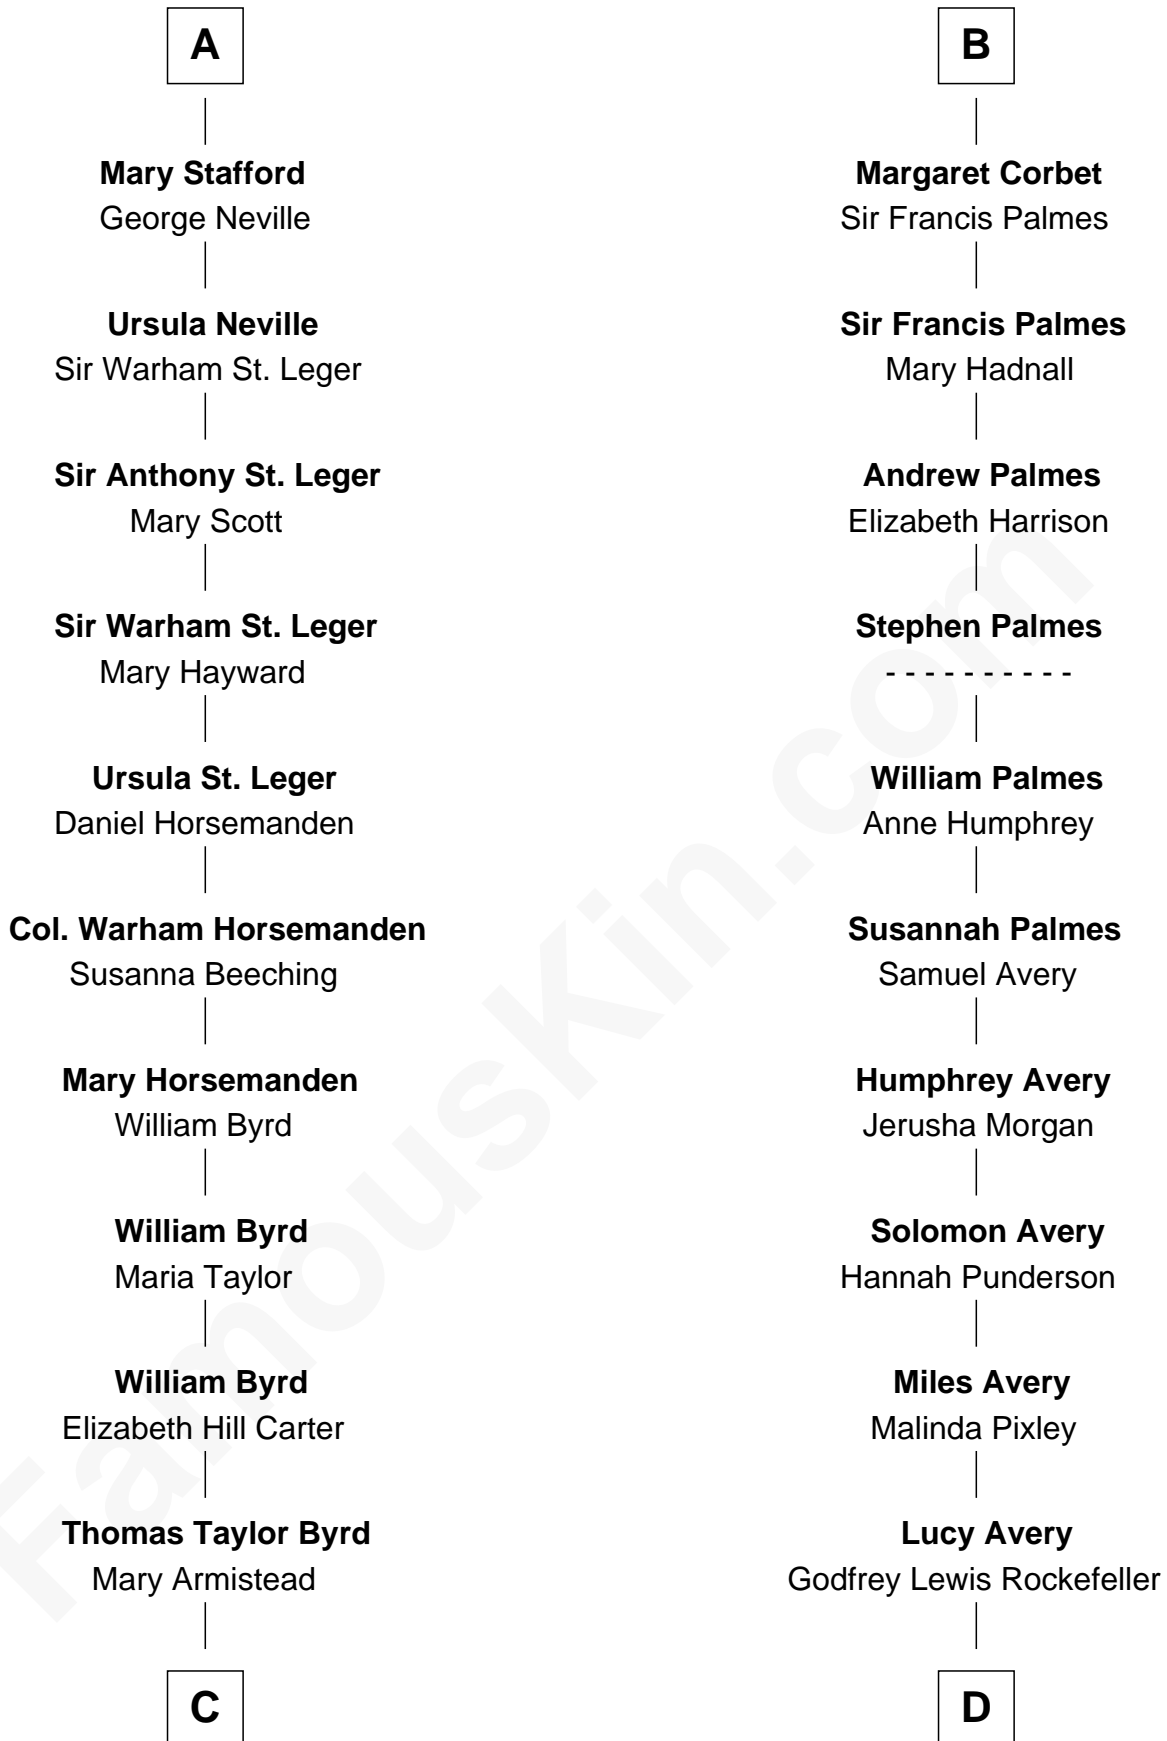 A
Mary Stafford
George Neville
Ursula Neville
Sir Warham St. Leger
Sir Anthony St. Leger
Mary Scott
Sir Warham St. Leger
Mary Hayward
Ursula St. Leger
Daniel Horsemanden
Col. Warham Horsemanden
Susanna Beeching
Mary Horsemanden
William Byrd
William Byrd
Maria Taylor
William Byrd
Elizabeth Hill Carter
Thomas Taylor Byrd
Mary Armistead
C
B
Margaret Corbet
Sir Francis Palmes
Sir Francis Palmes
Mary Hadnall
Andrew Palmes
Elizabeth Harrison
Stephen Palmes
- - - - - - - - - -
William Palmes
Anne Humphrey
Susannah Palmes
Samuel Avery
Humphrey Avery
Jerusha Morgan
Solomon Avery
Hannah Punderson
Miles Avery
Malinda Pixley
Lucy Avery
Godfrey Lewis Rockefeller
D
FamousKin.com